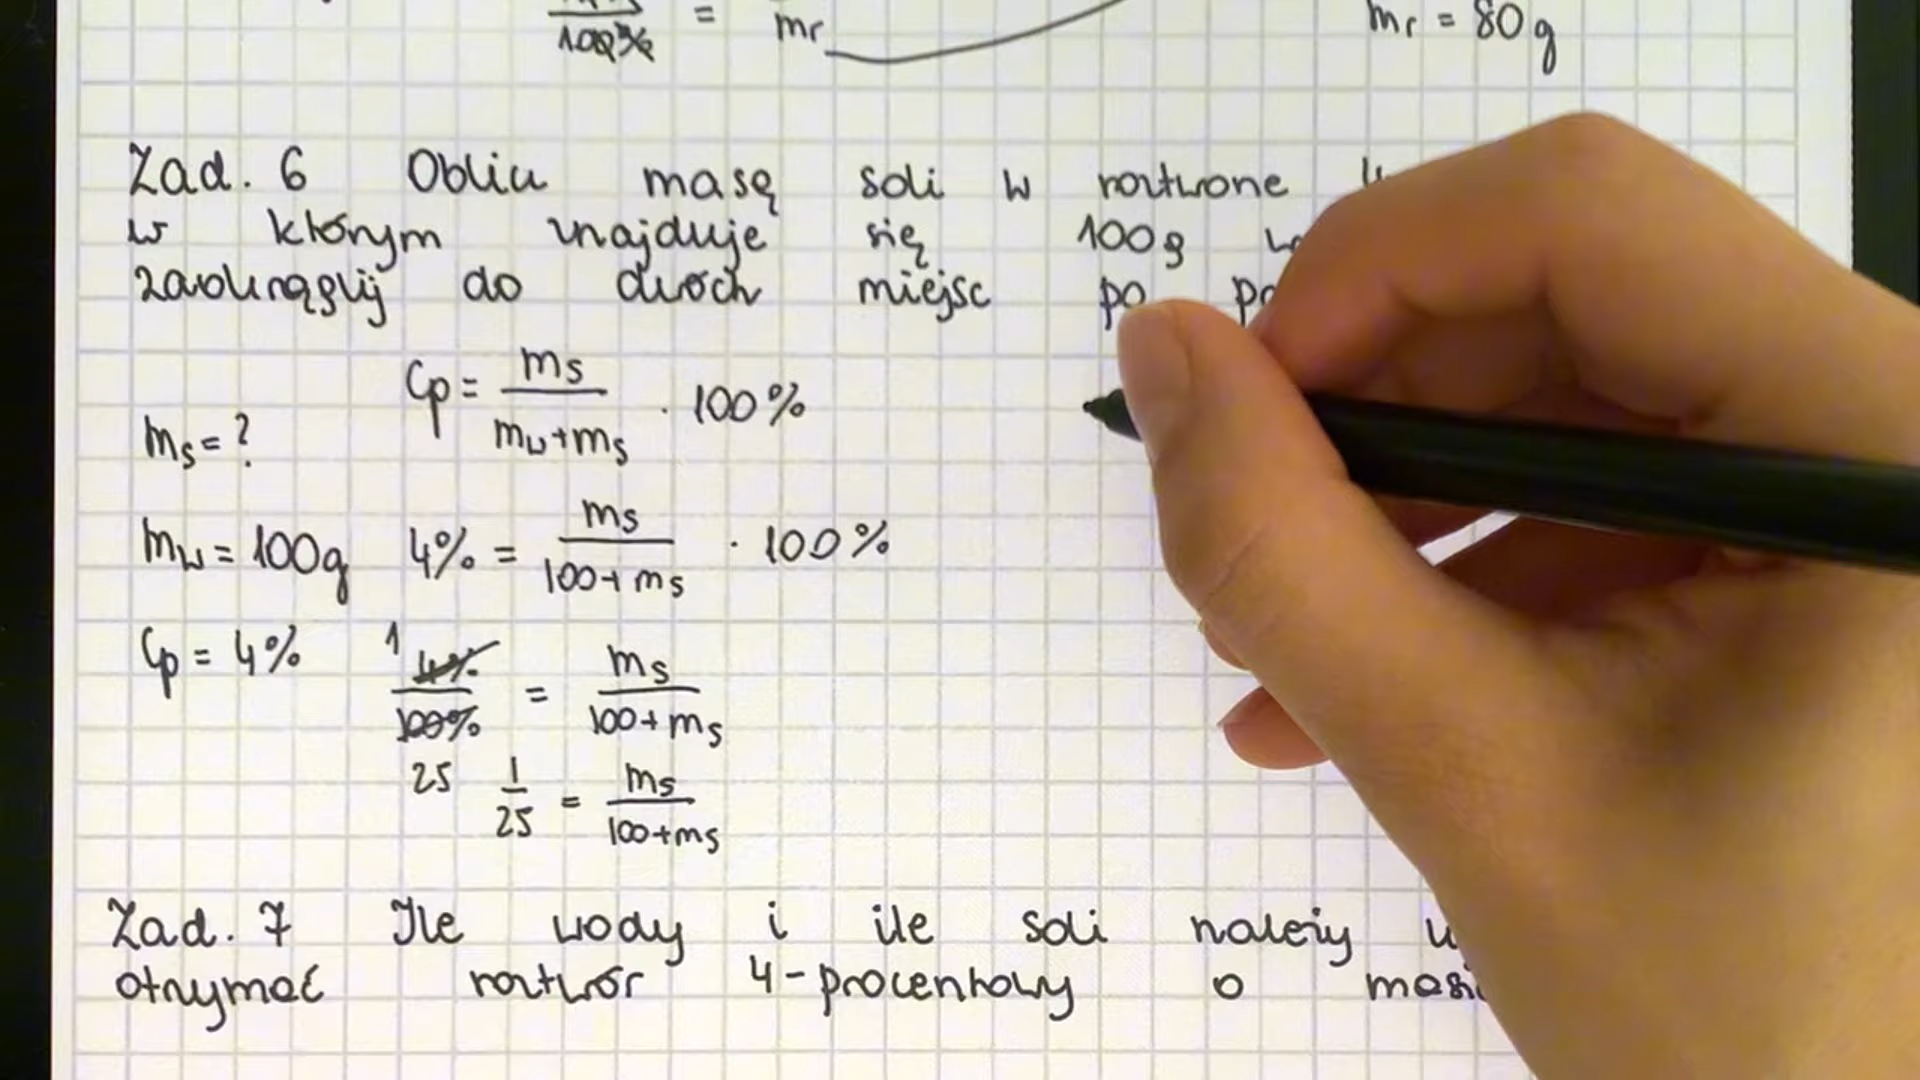 100% = mr
mr = 80g
Zad. 6 Oblicz masę soli w roztworze
w którym znajduje się 100g
zaokrąglij do dwóch miejsc po
Cp = ms / mw+ms · 100%
ms = ?
mw = 100g
4% = ms / 100+ms · 100%
Cp = 4%
1
4% / 100% = ms / 100+ms
25
1 / 25 = ms / 100+ms
Zad. 7 Ile wody i ile soli należy
otrzymać roztwór 4-procentowy o